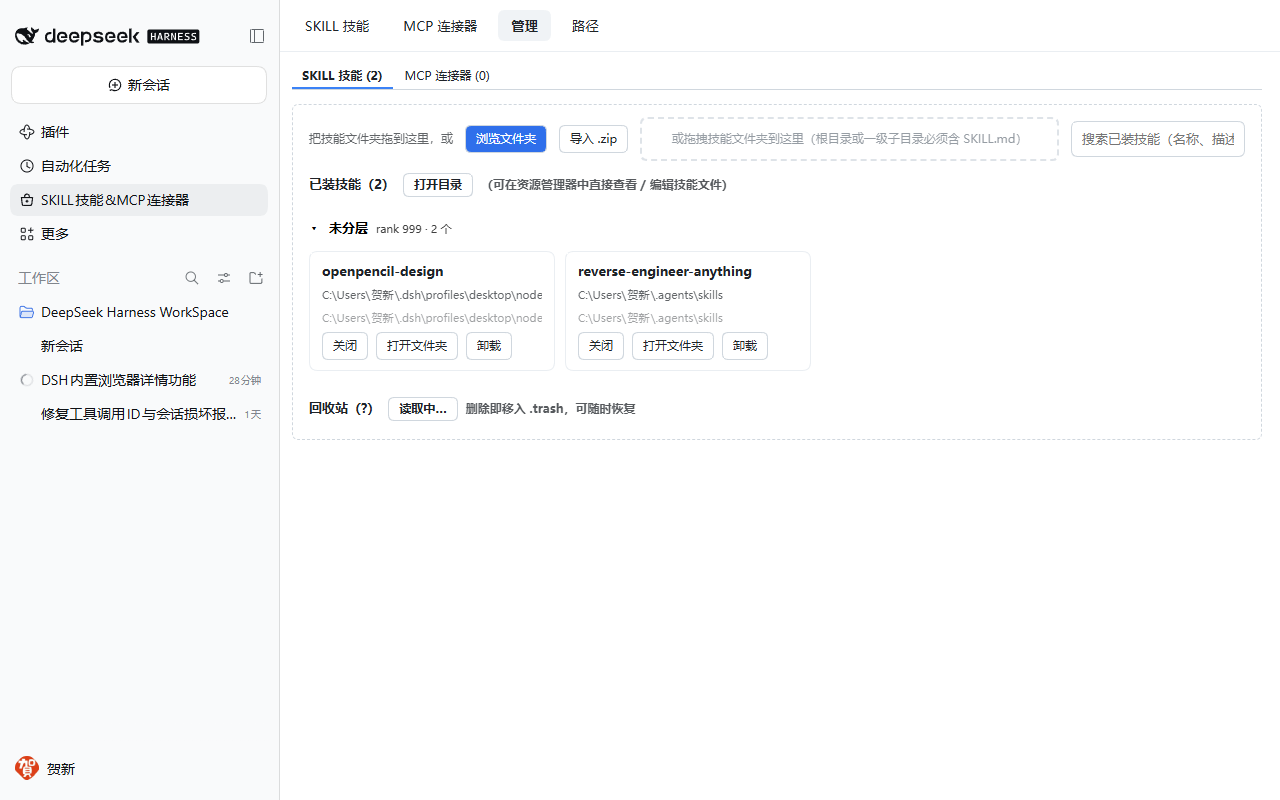 deepseek HARNESS
新会话
插件
自动化任务
SKILL技能&MCP连接器
更多
工作区
DeepSeek Harness WorkSpace
新会话
DSH内置浏览器详情功能 28分钟
修复工具调用ID与会话损坏报... 1天
贺新
SKILL 技能 MCP 连接器 管理 路径
SKILL 技能 (2) MCP 连接器 (0)
把技能文件夹拖到这里，或 浏览文件夹 导入 .zip 或拖拽技能文件夹到这里（根目录或一级子目录必须含 SKILL.md） 搜索已装技能（名称、描述
已装技能（2） 打开目录 （可在资源管理器中直接查看 / 编辑技能文件）
未分层 rank 999 · 2 个
openpencil-design
C:\Users\贺新\.dsh\profiles\desktop\node
C:\Users\贺新\.dsh\profiles\desktop\node
关闭 打开文件夹 卸载
reverse-engineer-anything
C:\Users\贺新\.agents\skills
C:\Users\贺新\.agents\skills
关闭 打开文件夹 卸载
回收站（?） 读取中... 删除即移入 .trash，可随时恢复